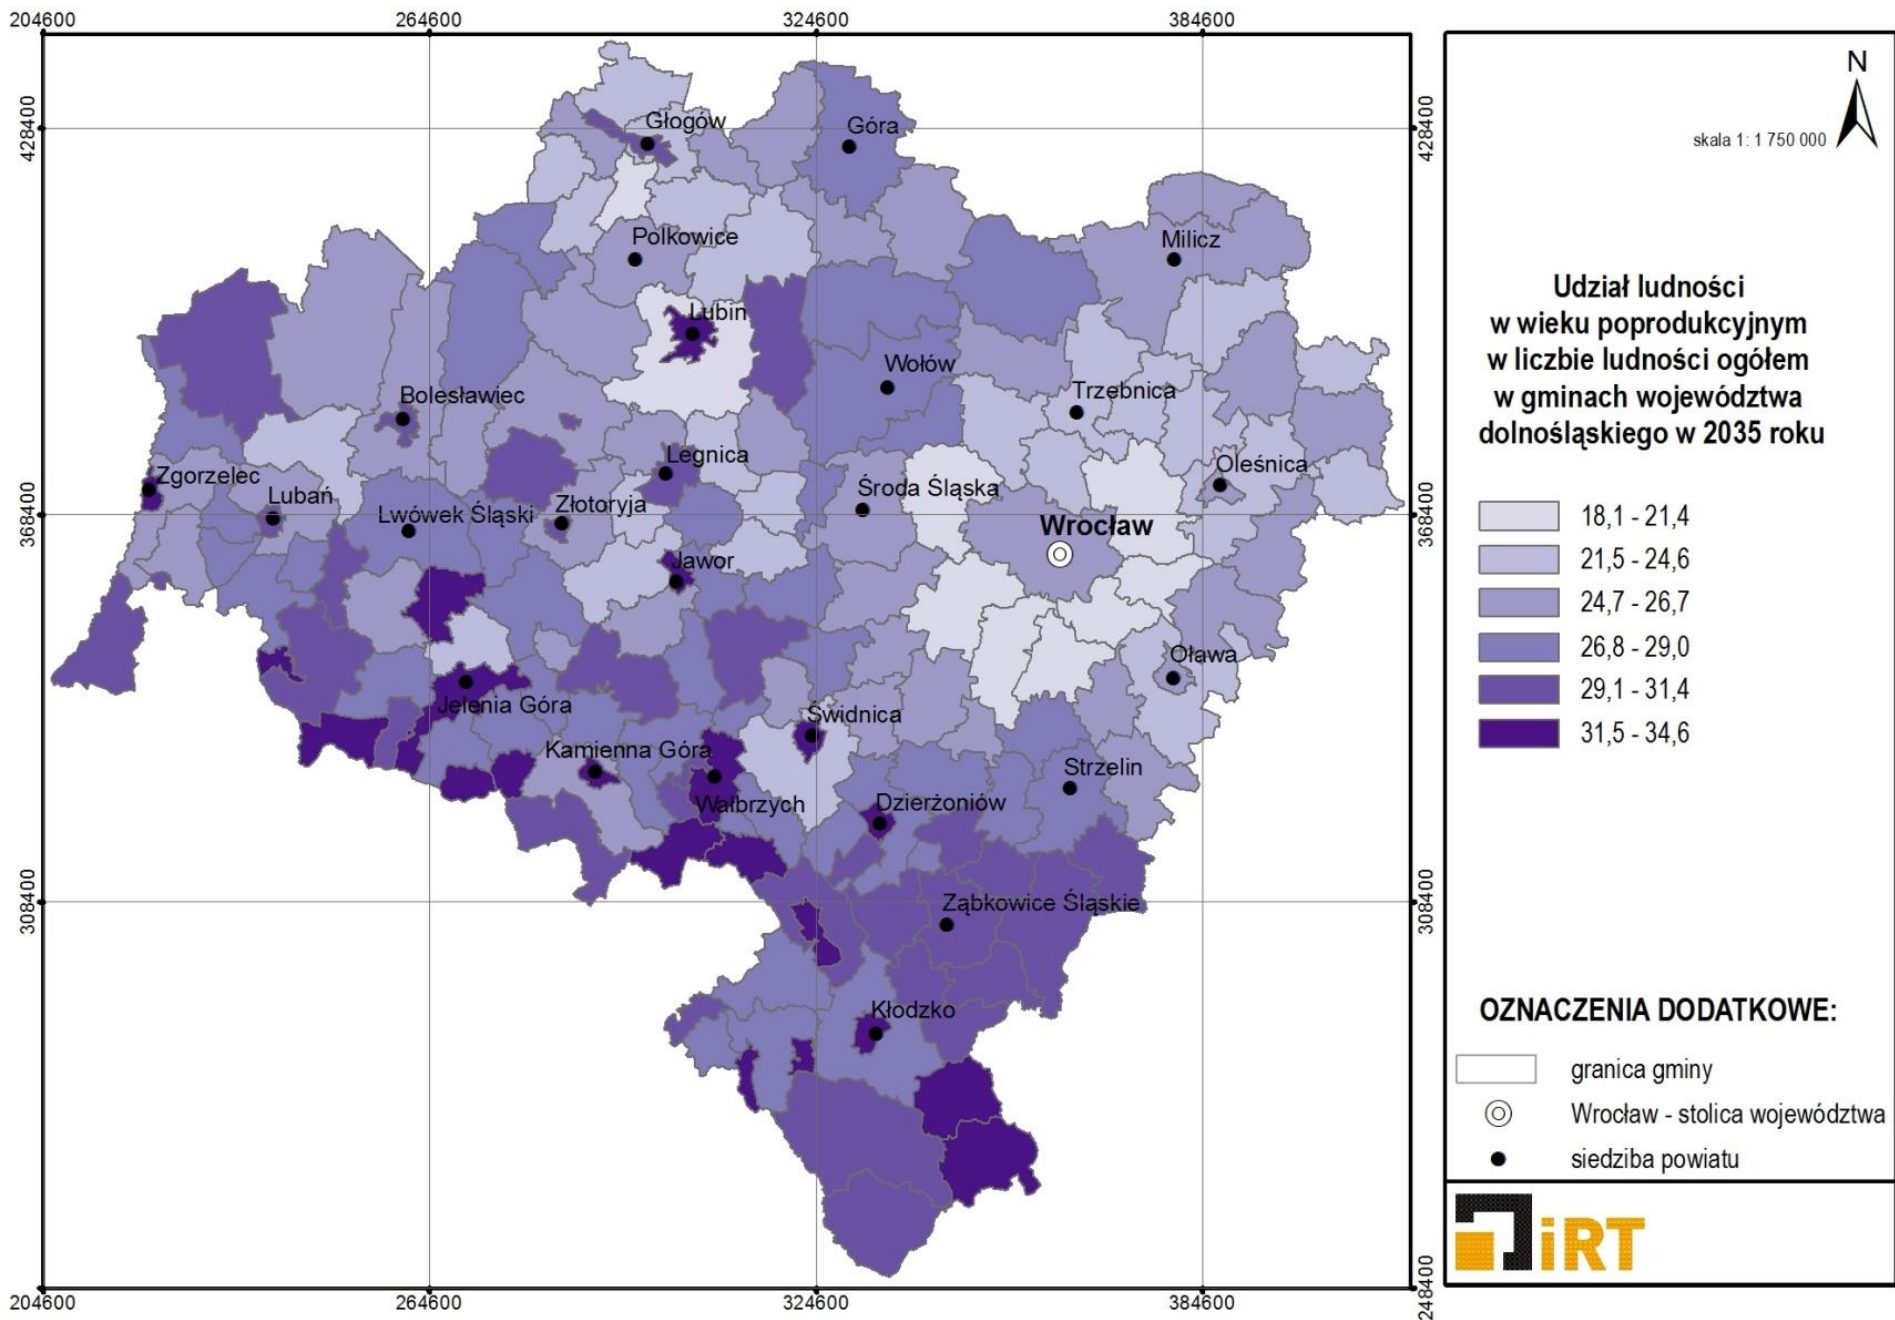 204600
264600
324600
384600
428400
428400
Głogów
Góra
Polkowice
Milicz
Lubin
Wołów
Bolesławiec
Trzebnica
Legnica
Oleśnica
Zgorzelec
Lubań
Środa Śląska
Złotoryja
Lwówek Śląski
368400
368400
Wrocław
Jawor
Oława
Jelenia Góra
Świdnica
Kamienna Góra
Strzelin
Wałbrzych
Dzierżoniów
308400
308400
Ząbkowice Śląskie
Kłodzko
248400
204600
264600
324600
384600
N
skala 1: 1 750 000
Udział ludności
w wieku poprodukcyjnym
w liczbie ludności ogółem
w gminach województwa
dolnośląskiego w 2035 roku
18,1 - 21,4
21,5 - 24,6
24,7 - 26,7
26,8 - 29,0
29,1 - 31,4
31,5 - 34,6
OZNACZENIA DODATKOWE:
granica gminy
Wrocław - stolica województwa
siedziba powiatu
iRT